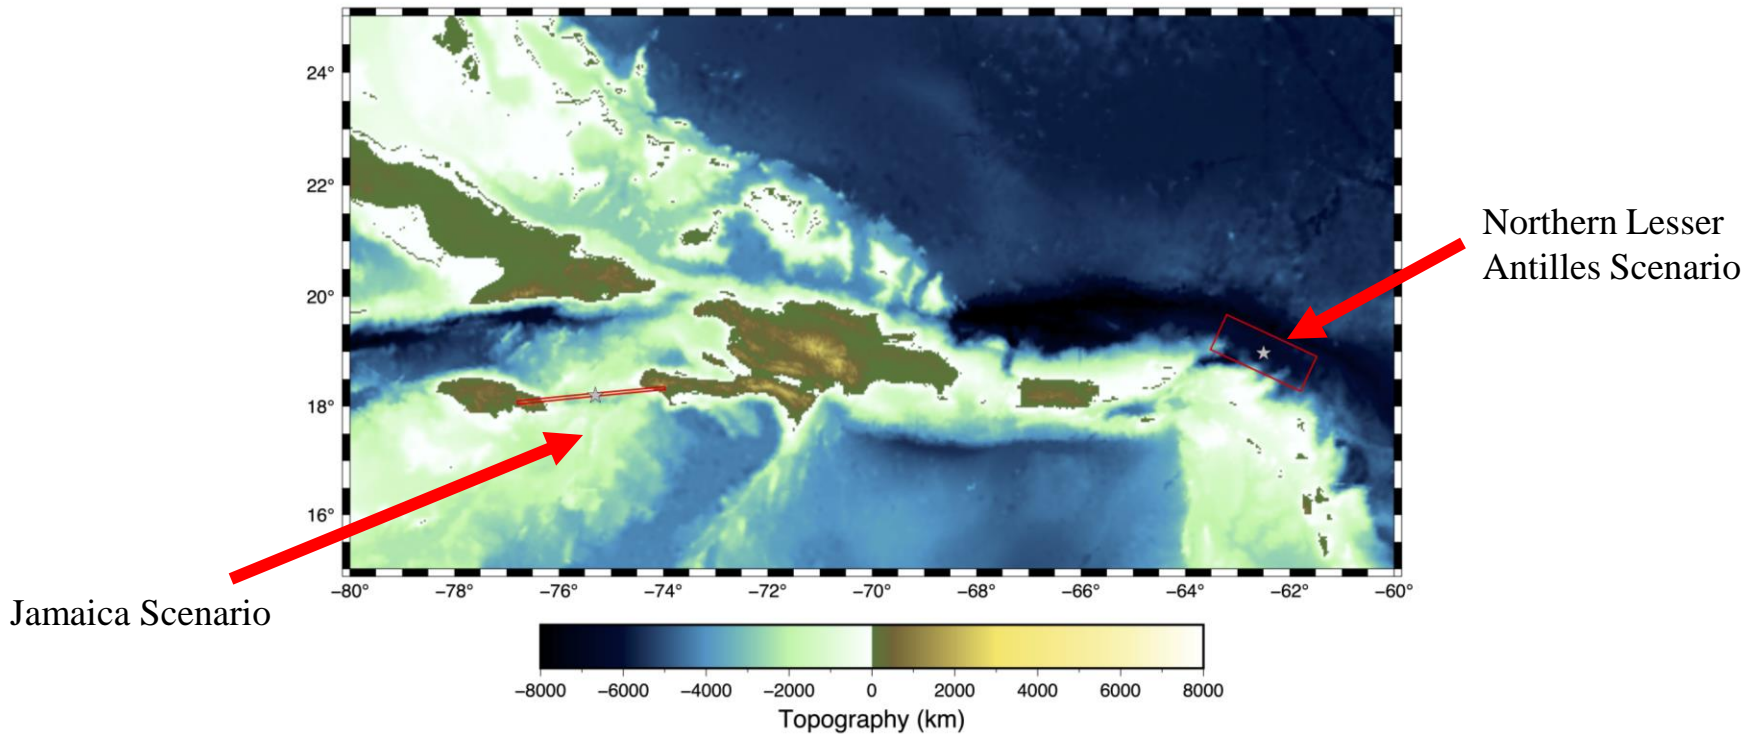 24°
22°
20°
18°
16°
−80° −78° −76° −74° −72° −70° −68° −66° −64° −62° −60°
Northern Lesser
Antilles Scenario
Jamaica Scenario
−8000 −6000 −4000 −2000 0 2000 4000 6000 8000
Topography (km)